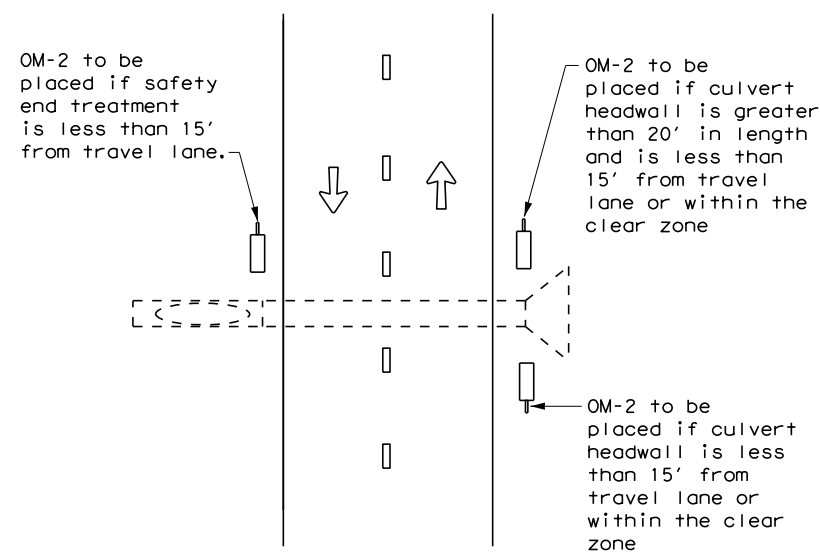 OM-2 to be
placed if safety
end treatment
is less than 15'
from travel lane.
OM-2 to be
placed if culvert
headwall is greater
than 20' in length
and is less than
15' from travel
lane or within the
clear zone
OM-2 to be
placed if culvert
headwall is less
than 15' from
travel lane or
within the clear
zone